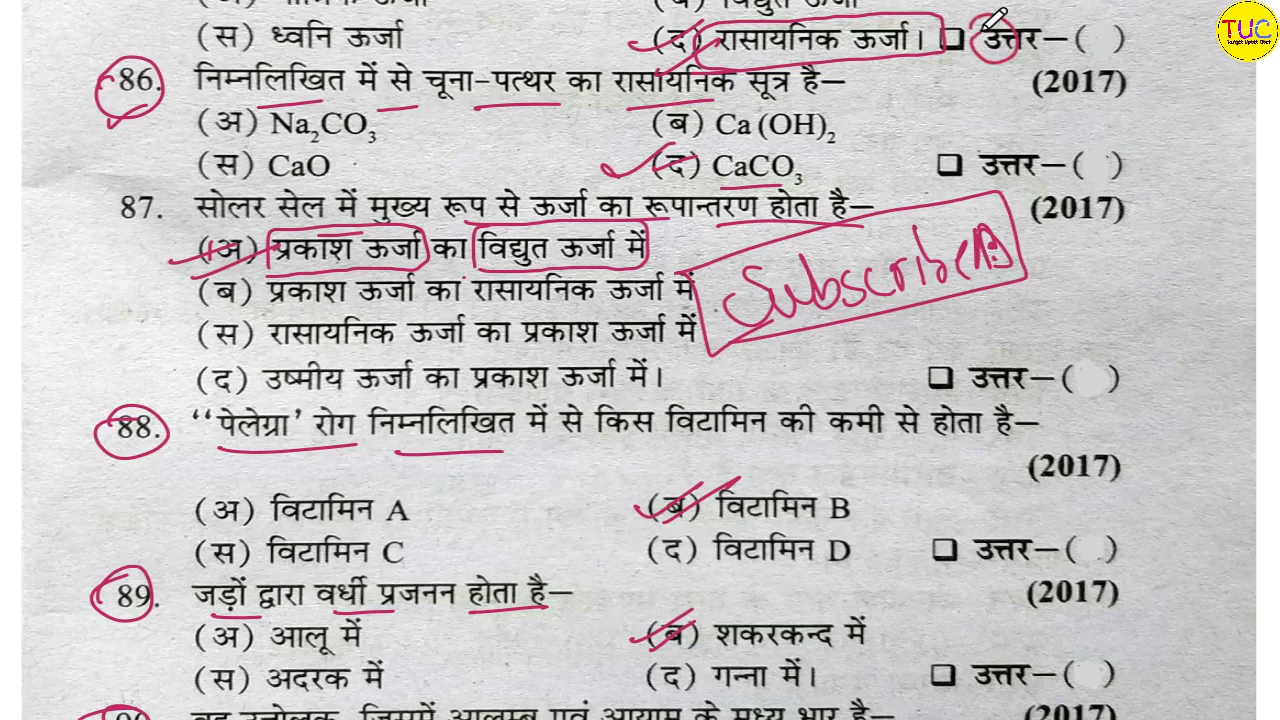 (स) ध्वनि ऊर्जा (द) रासायनिक ऊर्जा। ❑ उत्तर–( )
86. निम्नलिखित में से चूना-पत्थर का रासायनिक सूत्र है– (2017)
(अ) Na₂CO₃ (ब) Ca(OH)₂
(स) CaO (द) CaCO₃ ❑ उत्तर–( )
87. सोलर सेल में मुख्य रूप से ऊर्जा का रूपान्तरण होता है– (2017)
(अ) प्रकाश ऊर्जा का विद्युत ऊर्जा में
(ब) प्रकाश ऊर्जा का रासायनिक ऊर्जा में
(स) रासायनिक ऊर्जा का प्रकाश ऊर्जा में
Subscribe
(द) उष्मीय ऊर्जा का प्रकाश ऊर्जा में। ❑ उत्तर–( )
88. ‘‘पेलेग्रा’ रोग निम्नलिखित में से किस विटामिन की कमी से होता है–
(2017)
(अ) विटामिन A (ब) विटामिन B
(स) विटामिन C (द) विटामिन D ❑ उत्तर–( )
89. जड़ों द्वारा वर्धी प्रजनन होता है– (2017)
(अ) आलू में (ब) शकरकन्द में
(स) अदरक में (द) गन्ना में। ❑ उत्तर–( )
TUC